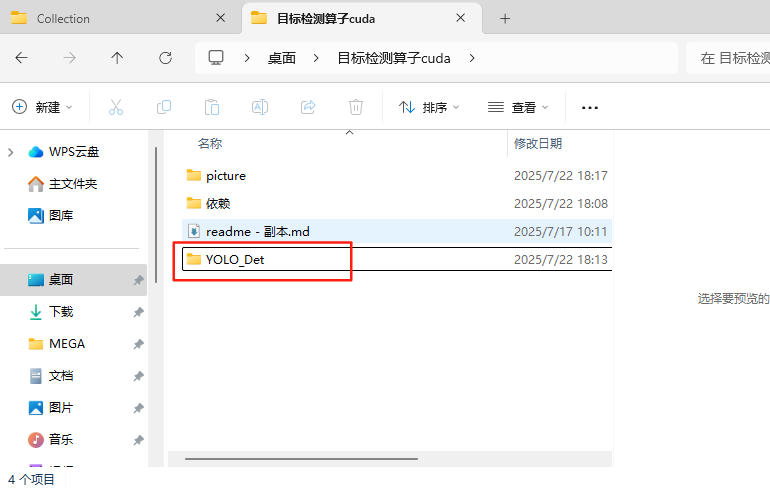 Collection
目标检测算子cuda
桌面
目标检测算子cuda
在 目标检测
新建
排序
查看
名称
修改日期
WPS云盘
主文件夹
图库
桌面
下载
MEGA
文档
图片
音乐
picture 2025/7/22 18:17
依赖 2025/7/22 18:08
readme - 副本.md 2025/7/17 10:11
YOLO_Det 2025/7/22 18:13
选择要预览的
4 个项目